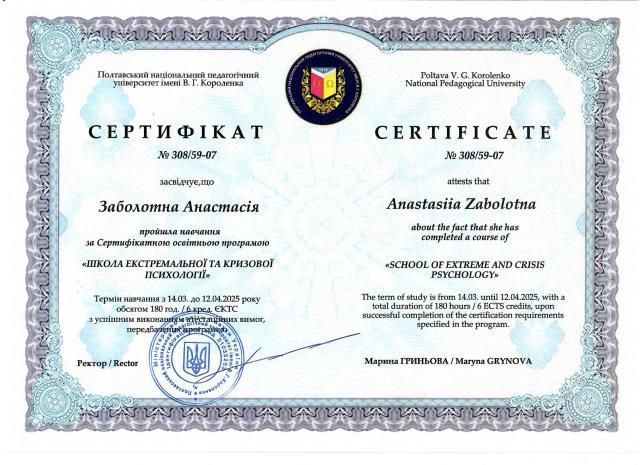 Полтавський національний педагогічний
університет імені В. Г. Короленка
СЕРТИФІКАТ
№ 308/59-07
засвідчує,що
Заболотна Анастасія
пройшла навчання
за Сертифікатною освітньою програмою
«ШКОЛА ЕКСТРЕМАЛЬНОЇ ТА КРИЗОВОЇ
ПСИХОЛОГІЇ»
Термін навчання з 14.03. до 12.04.2025 року
обсягом 180 год. / 6 кред. ЄКТС
з успішним виконанням атестаційних вимог,
передбачених програмою.
Ректор / Rector
Poltava V. G. Korolenko
National Pedagogical University
CERTIFICATE
№ 308/59-07
attests that
Anastasiia Zabolotna
about the fact that she has
completed a course of
«SCHOOL OF EXTREME AND CRISIS
PSYCHOLOGY»
The term of study is from 14.03. until 12.04.2025, with a
total duration of 180 hours / 6 ECTS credits, upon
successful completion of the certification requirements
specified in the program.
Марина ГРИНЬОВА / Maryna GRYNOVA